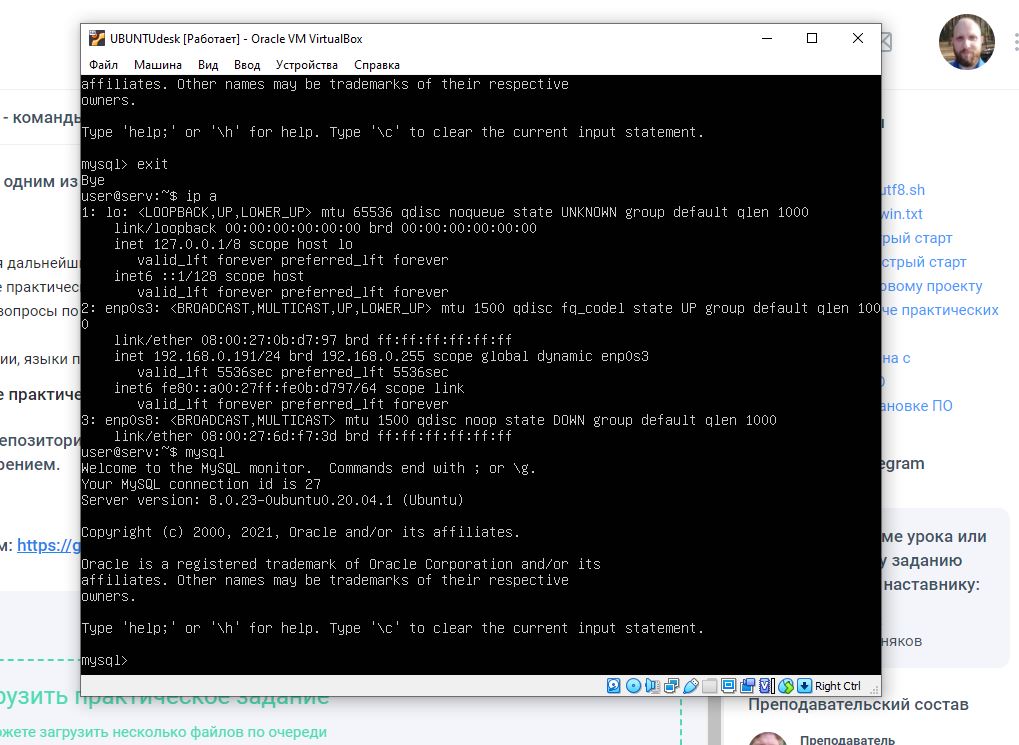 UBUNTUdesk [Работает] - Oracle VM VirtualBox
Файл Машина Вид Ввод Устройства Справка
affiliates. Other names may be trademarks of their respective
owners.
Type 'help;' or '\h' for help. Type '\c' to clear the current input statement.
mysql> exit
Bye
user@serv:~$ ip a
1: lo: <LOOPBACK,UP,LOWER_UP> mtu 65536 qdisc noqueue state UNKNOWN group default qlen 1000
link/loopback 00:00:00:00:00:00 brd 00:00:00:00:00:00
inet 127.0.0.1/8 scope host lo
valid_lft forever preferred_lft forever
inet6 ::1/128 scope host
valid_lft forever preferred_lft forever
2: enp0s3: <BROADCAST,MULTICAST,UP,LOWER_UP> mtu 1500 qdisc fq_codel state UP group default qlen 100
0
link/ether 08:00:27:0b:d7:97 brd ff:ff:ff:ff:ff:ff
inet 192.168.0.191/24 brd 192.168.0.255 scope global dynamic enp0s3
valid_lft 5536sec preferred_lft 5536sec
inet6 fe80::a00:27ff:fe0b:d797/64 scope link
valid_lft forever preferred_lft forever
3: enp0s8: <BROADCAST,MULTICAST> mtu 1500 qdisc noop state DOWN group default qlen 1000
link/ether 08:00:27:6d:f7:3d brd ff:ff:ff:ff:ff:ff
user@serv:~$ mysql
Welcome to the MySQL monitor.  Commands end with ; or \g.
Your MySQL connection id is 27
Server version: 8.0.23-0ubuntu0.20.04.1 (Ubuntu)
Copyright (c) 2000, 2021, Oracle and/or its affiliates.
Oracle is a registered trademark of Oracle Corporation and/or its
affiliates. Other names may be trademarks of their respective
owners.
Type 'help;' or '\h' for help. Type '\c' to clear the current input statement.
mysql>
Right Ctrl
- команды
одним из
дальнейш
практичес
вопросы по
ии, языки п
е практиче
епозитори
рением.
м: https://g
рузить практическое задание
ожете загрузить несколько файлов по очереди
utf8.sh
win.txt
рый старт
стрый старт
овому проекту
че практических
на с
ановке ПО
egram
ме урока или
у заданию
наставнику:
няков
Преподавательский состав
Преподаватель